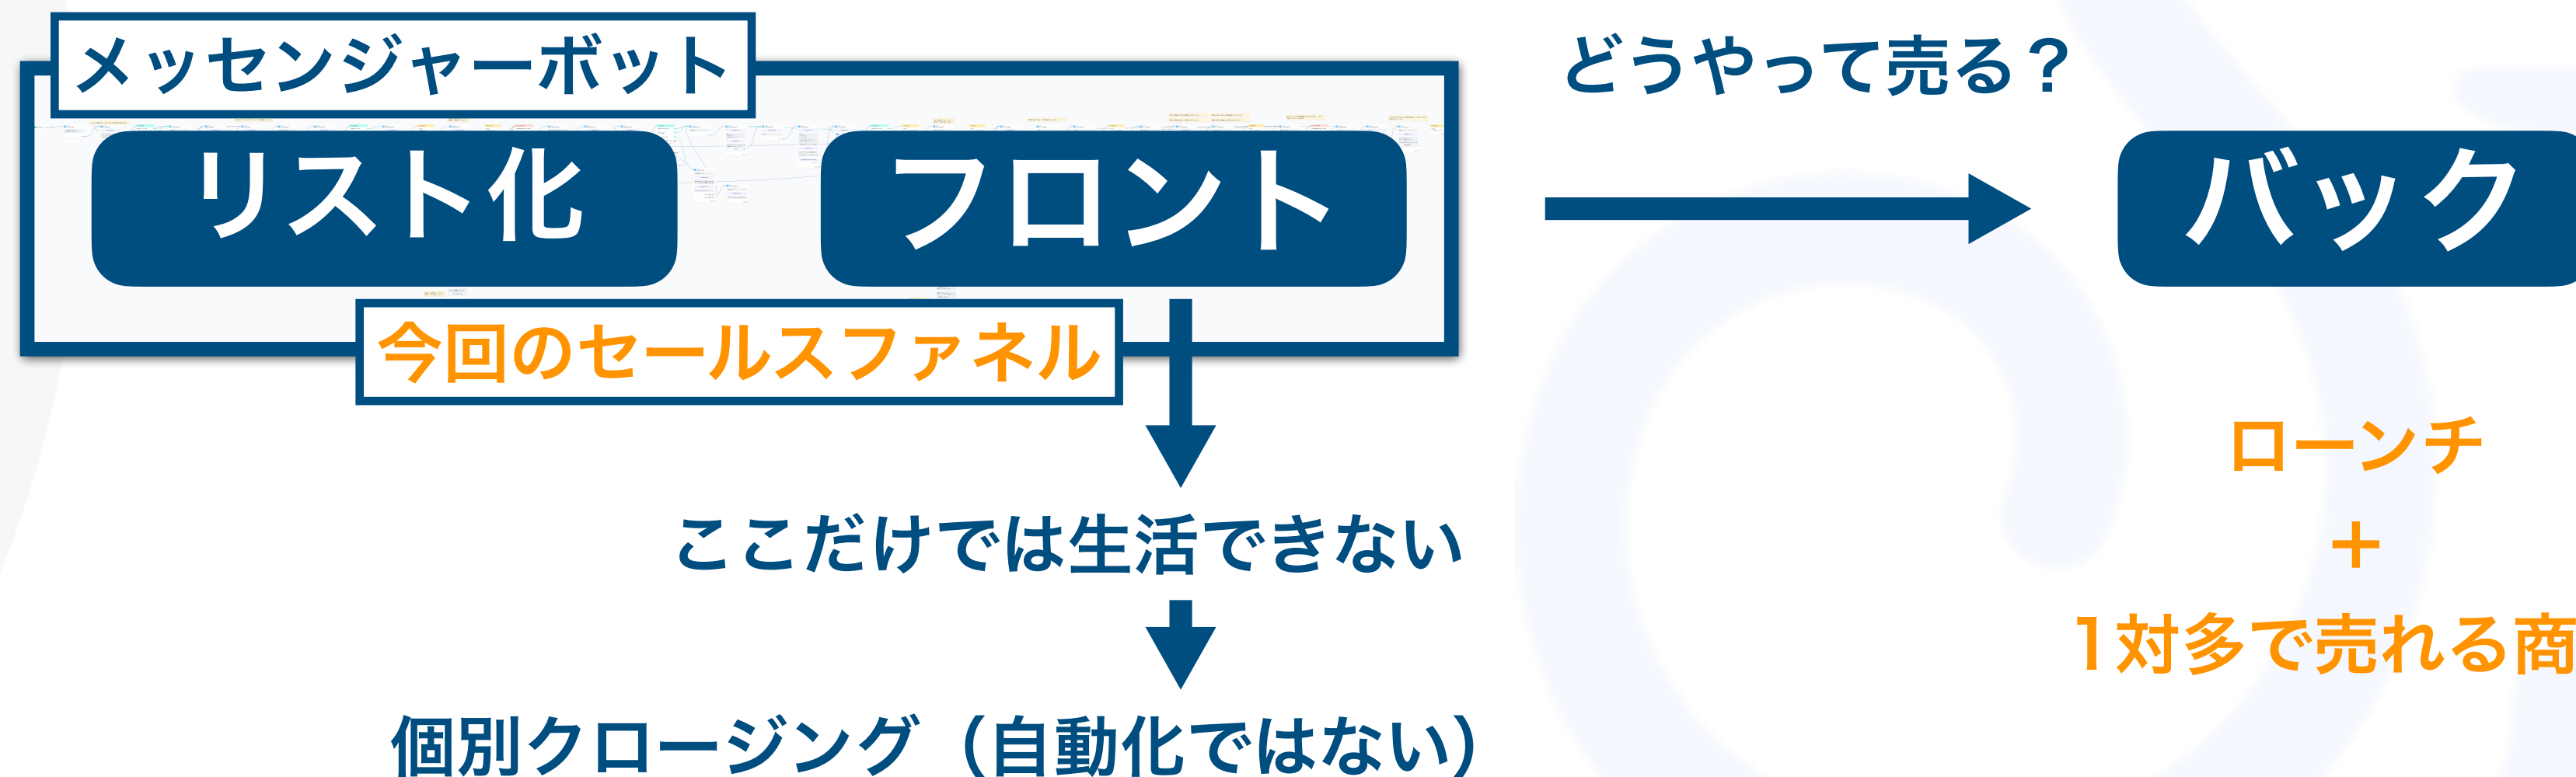 メッセンジャーボット
どうやって売る？
リスト化
フロント
バック
今回のセールスファネル
ローンチ
ここだけでは生活できない
+
1対多で売れる商
個別クロージング（自動化ではない）